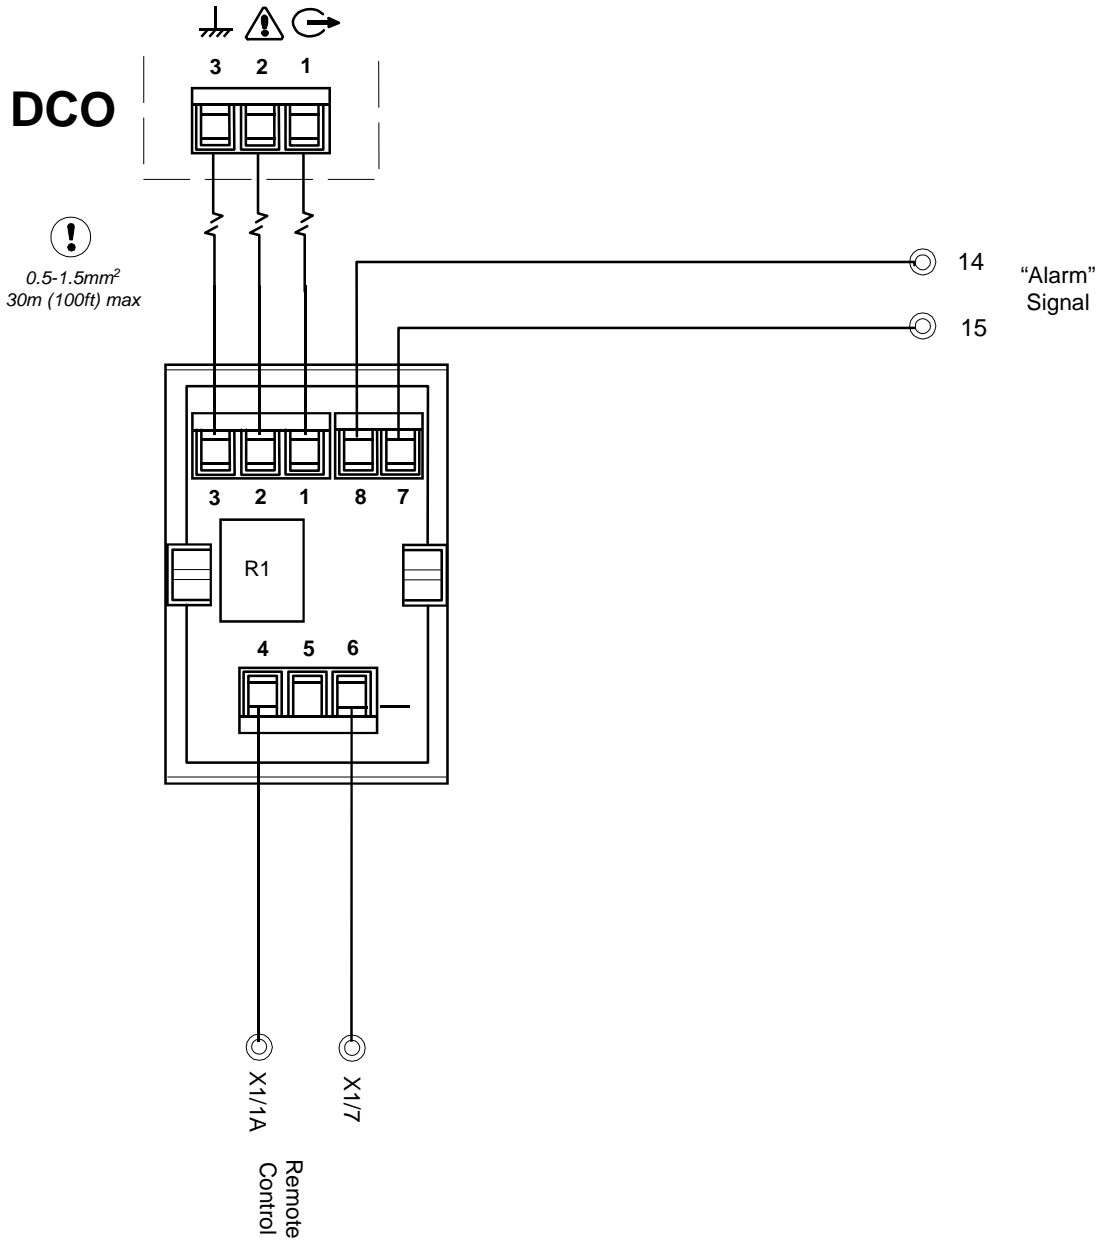 3 2 1
DCO
0.5-1.5mm²
30m (100ft) max
14
“Alarm”
Signal
15
3 2 1 8 7
R1
4 5 6
X1/1A
X1/7
Remote
Control